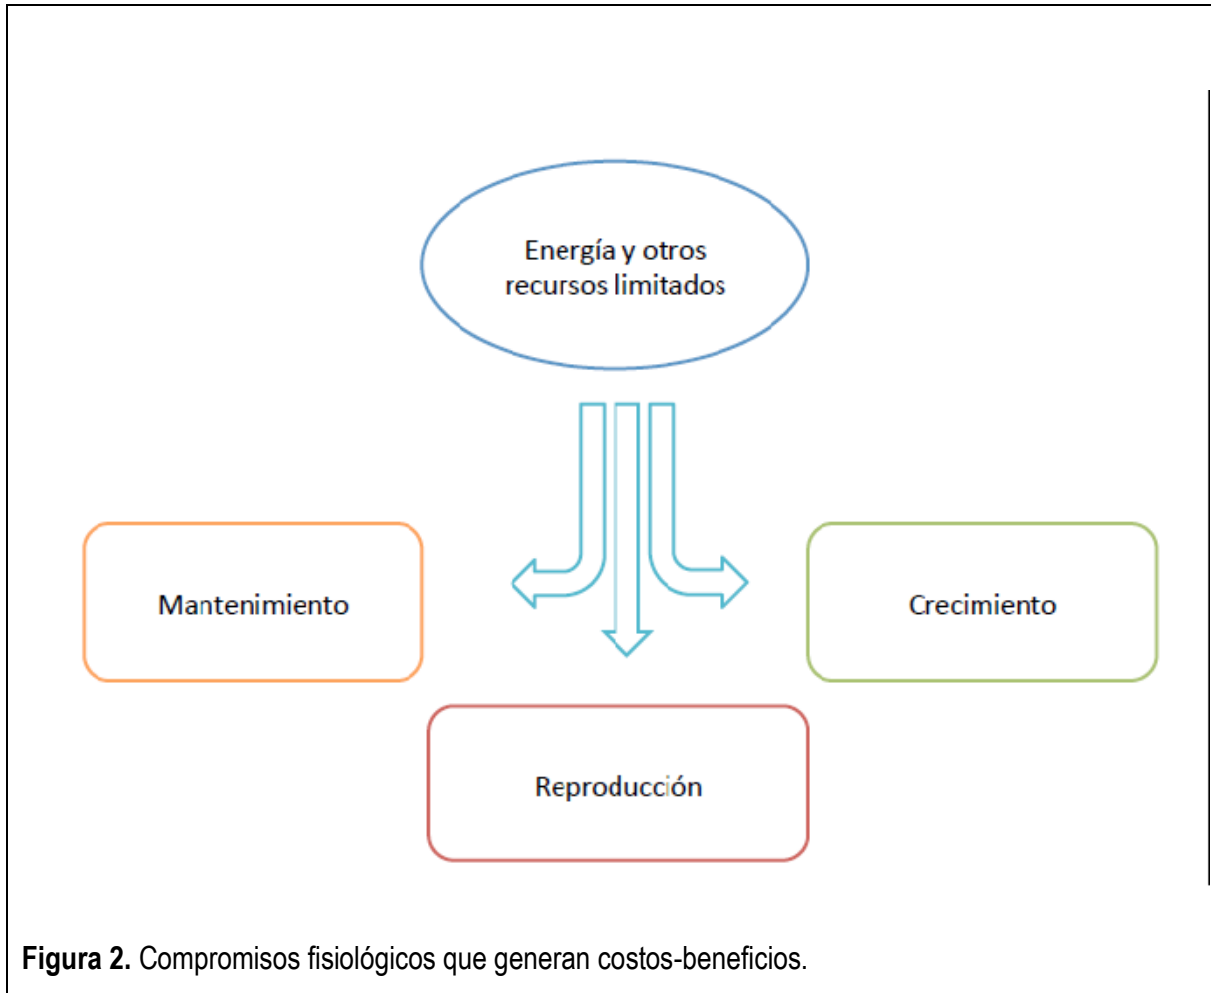 Energía y otros
recursos limitados
Mantenimiento
Crecimiento
Reproducción
Figura 2. Compromisos fisiológicos que generan costos-beneficios.